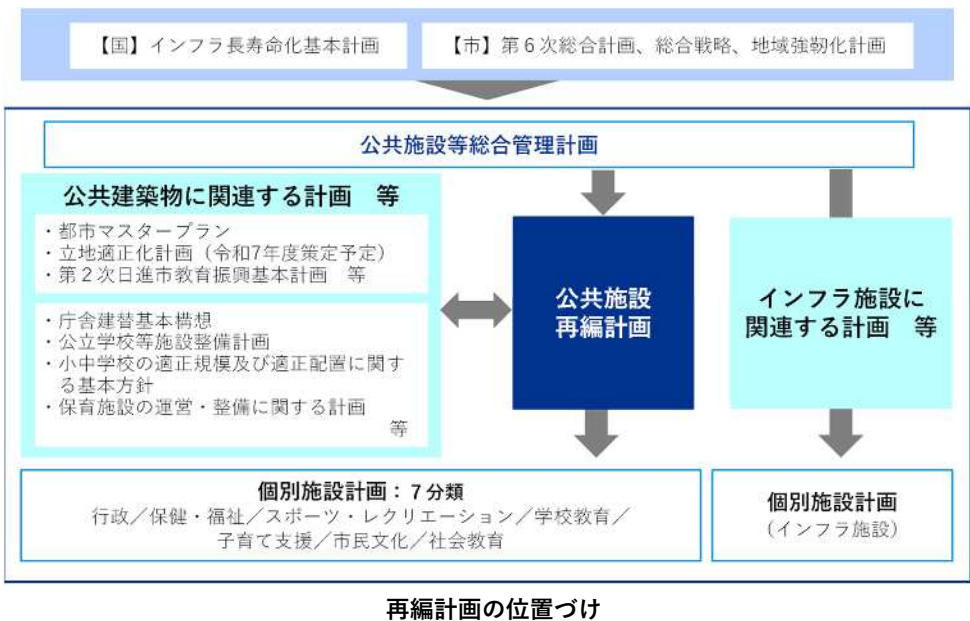 【国】インフラ長寿命化基本計画
【市】第6次総合計画、総合戦略、地域強靭化計画
公共施設等総合管理計画
公共建築物に関連する計画　等
・都市マスタープラン
・立地適正化計画（令和7年度策定予定）
・第2次日進市教育振興基本計画　等
・庁舎建替基本構想
・公立学校等施設整備計画
・小中学校の適正規模及び適正配置に関す
る基本方針
・保育施設の運営・整備に関する計画
等
公共施設
再編計画
インフラ施設に
関連する計画　等
個別施設計画：7分類
行政／保健・福祉／スポーツ・レクリエーション／学校教育／
子育て支援／市民文化／社会教育
個別施設計画
（インフラ施設）
再編計画の位置づけ